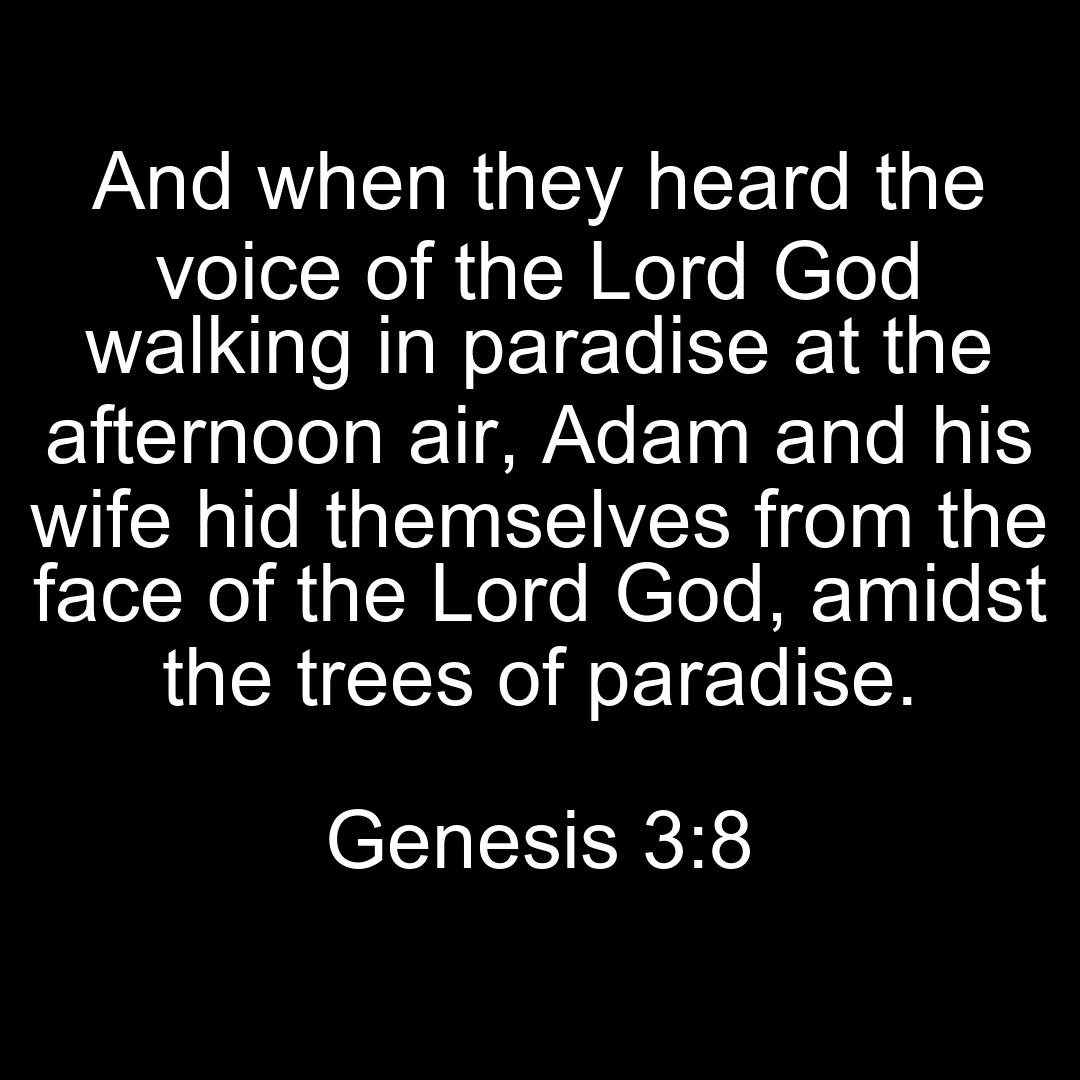 And when they heard the
voice of the Lord God
walking in paradise at the
afternoon air, Adam and his
wife hid themselves from the
face of the Lord God, amidst
the trees of paradise.
Genesis 3:8